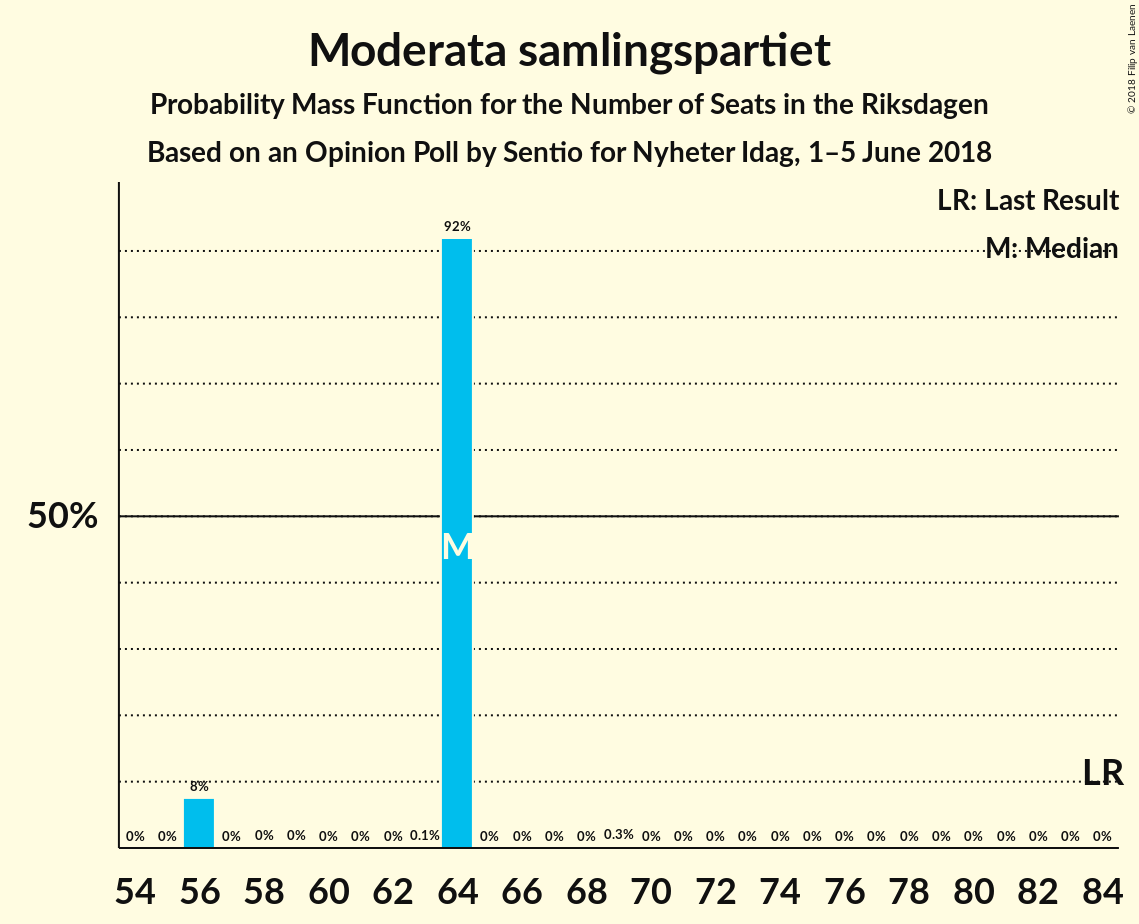 © 2018 Filip van Laenen
Moderata samlingspartiet
Probability Mass Function for the Number of Seats in the Riksdagen
Based on an Opinion Poll by Sentio for Nyheter Idag, 1–5 June 2018
LR: Last Result
M: Median
92%
50%
M
LR
8%
0% 0% 0% 0% 0% 0% 0% 0% 0.1% 0% 0% 0% 0% 0.3% 0% 0% 0% 0% 0% 0% 0% 0% 0% 0% 0% 0% 0% 0% 0%
54 56 58 60 62 64 66 68 70 72 74 76 78 80 82 84